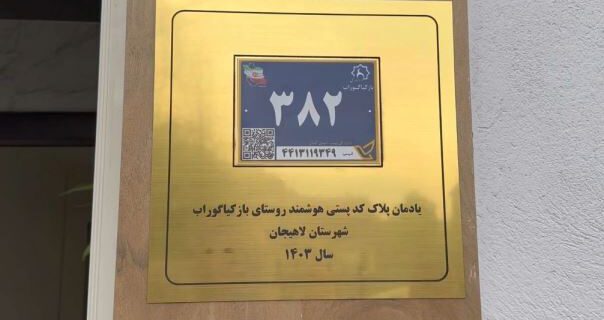 بازکیاگوراب
۳۸۲
۴۴۱۳۱۱۹۳۴۹
یادمان پلاک کد پستی هوشمند روستای بازکیاگوراب
شهرستان لاهیجان
سال ۱۴۰۳